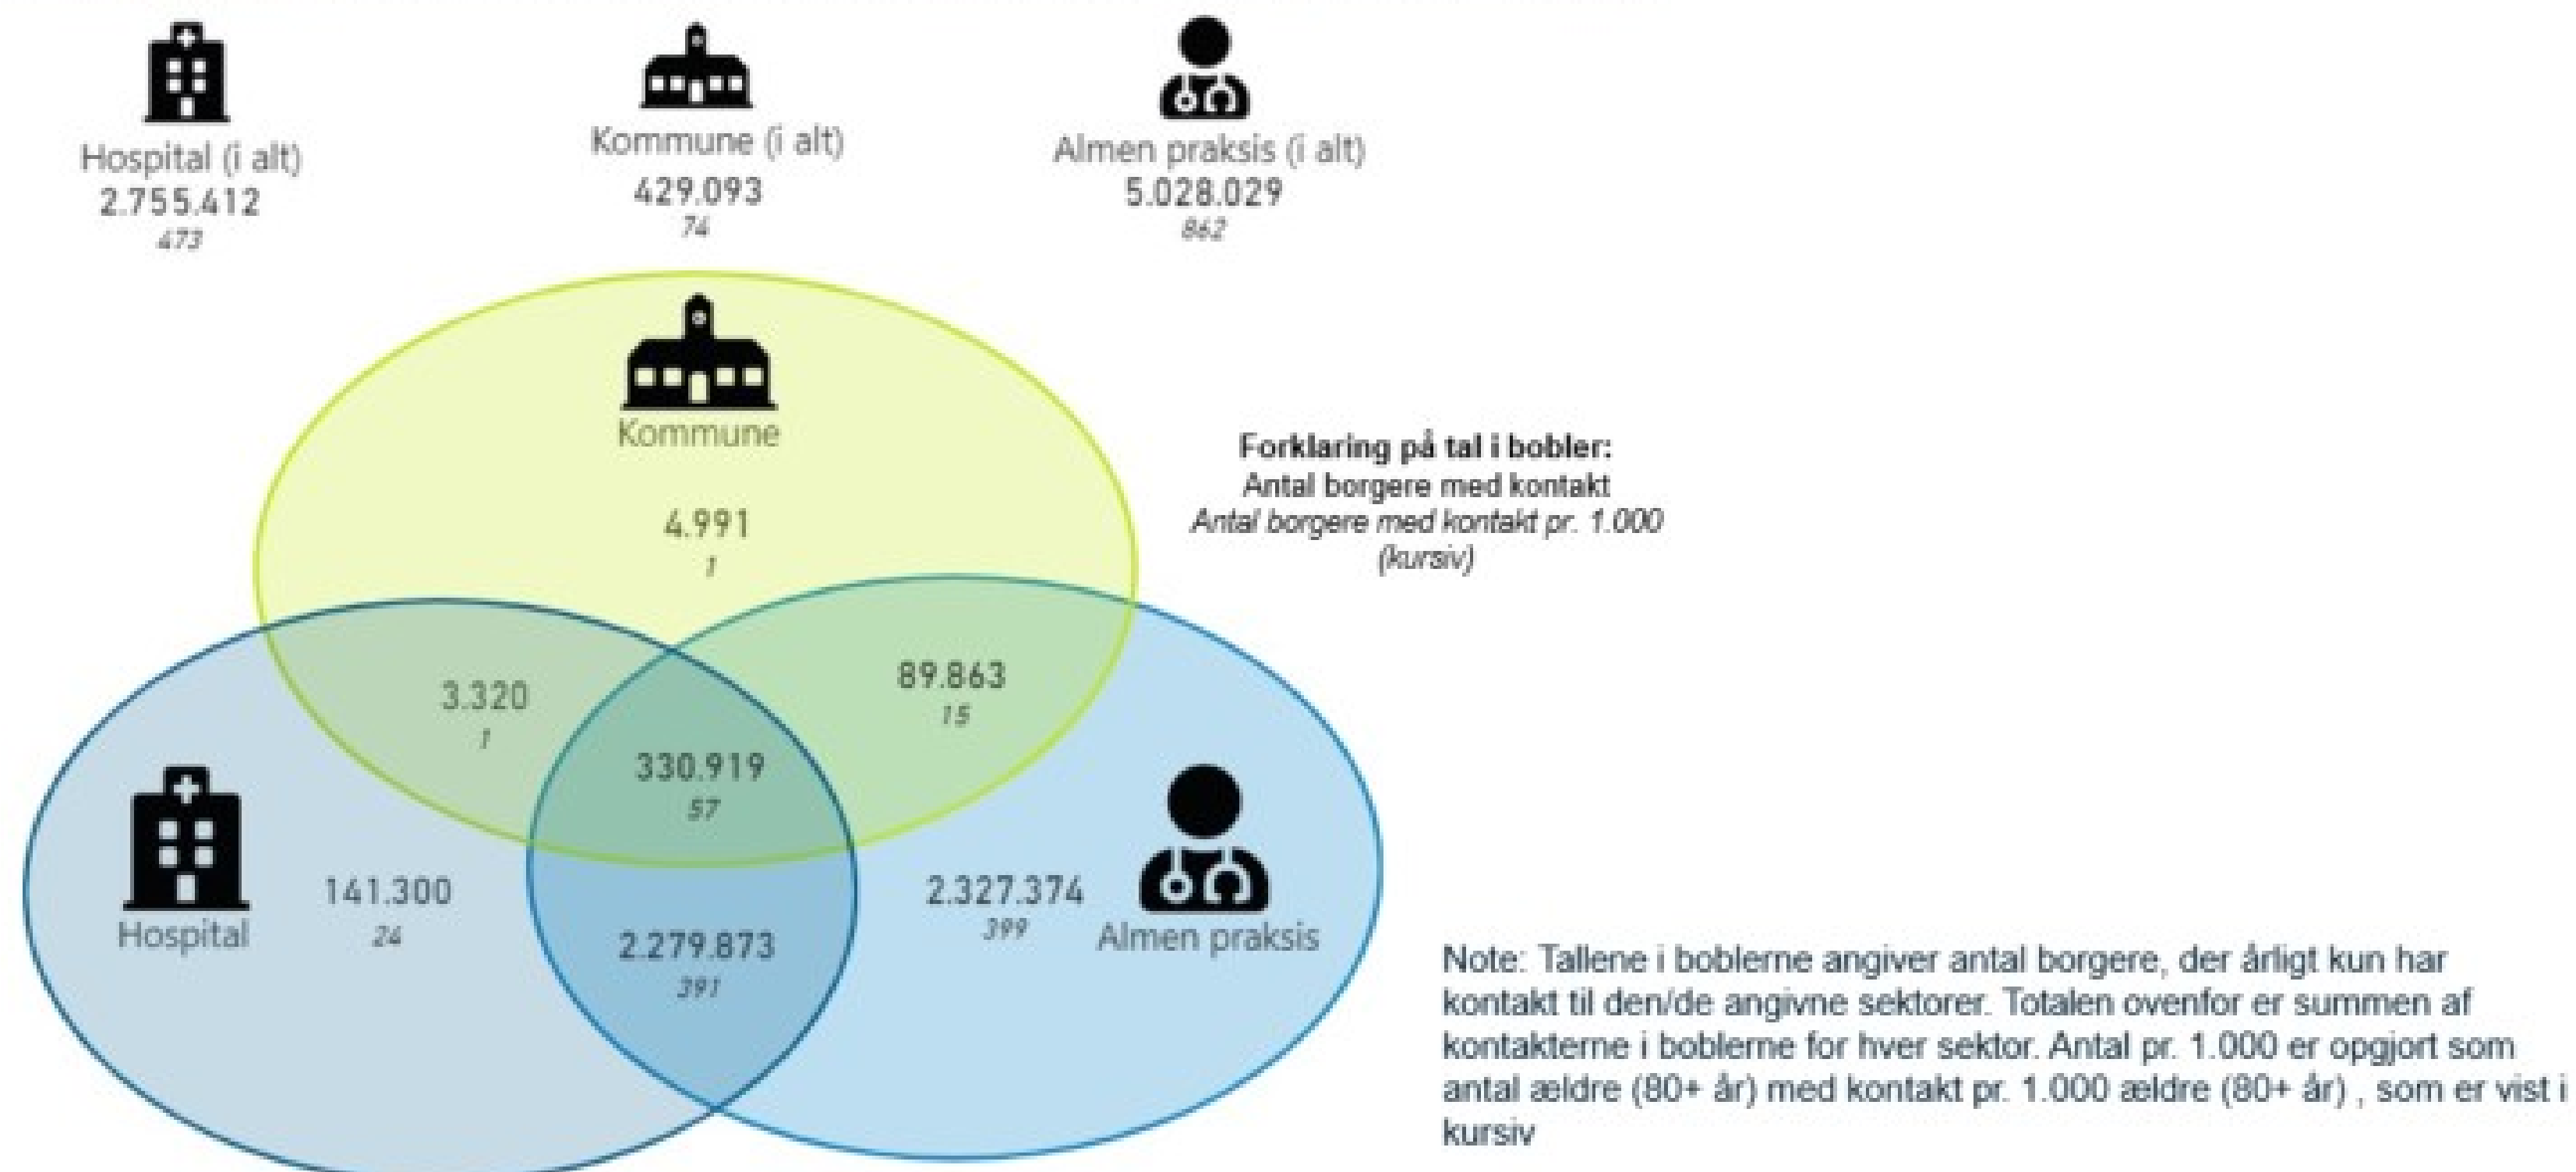 Hospital (i alt)
2.755.412
473
Kommune (i alt)
429.093
74
Almen praksis (i alt)
5.028.029
862
Kommune
4.991
1
Forklaring på tal i bobler:
Antal borgere med kontakt
Antal borgere med kontakt pr. 1.000
(kursiv)
3.320
1
89.863
15
330.919
57
Hospital
141.300
24
2.279.873
391
2.327.374
399
Almen praksis
Note: Tallene i boblerne angiver antal borgere, der årligt kun har
kontakt til den/de angivne sektorer. Totalen ovenfor er summen af
kontakterne i boblerne for hver sektor. Antal pr. 1.000 er opgjort som
antal ældre (80+ år) med kontakt pr. 1.000 ældre (80+ år) , som er vist i
kursiv